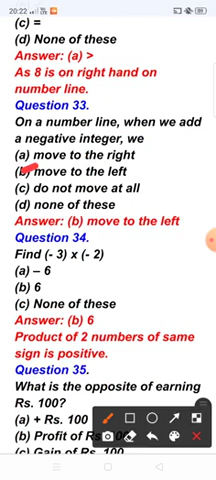 20:22
(c) =
(d) None of these
Answer: (a) >
As 8 is on right hand on
number line.
Question 33.
On a number line, when we add
a negative integer, we
(a) move to the right
(b) move to the left
(c) do not move at all
(d) none of these
Answer: (b) move to the left
Question 34.
Find (- 3) x (- 2)
(a) – 6
(b) 6
(c) None of these
Answer: (b) 6
Product of 2 numbers of same
sign is positive.
Question 35.
What is the opposite of earning
Rs. 100?
(a) + Rs. 100
(b) Profit of
(c) Gain of Rs. 100